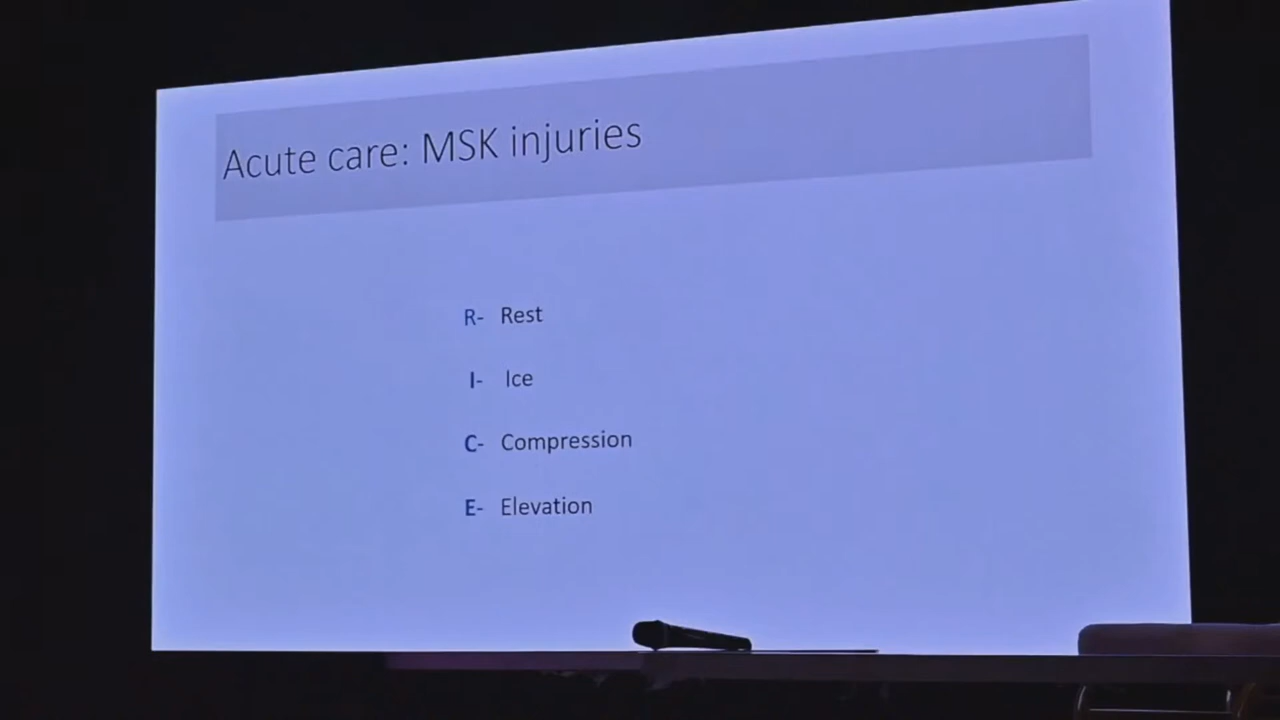 Acute care: MSK injuries
R- Rest
I- Ice
C- Compression
E- Elevation